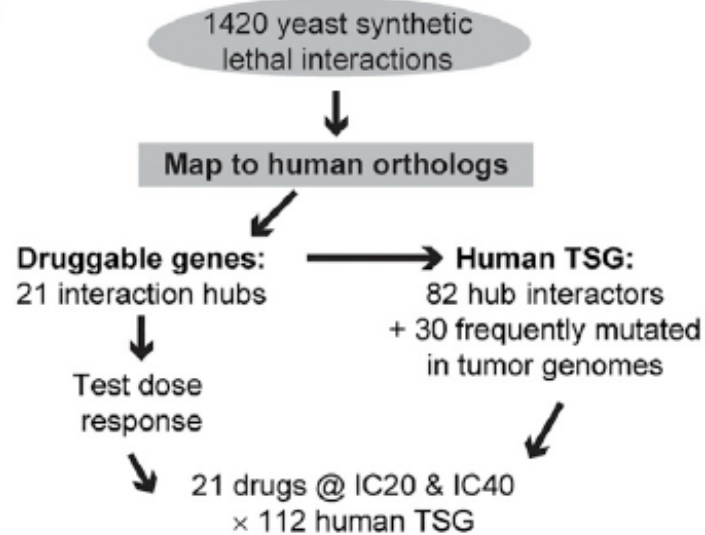 1420 yeast synthetic
lethal interactions
Map to human orthologs
Druggable genes:
21 interaction hubs
Human TSG:
82 hub interactors
+ 30 frequently mutated
in tumor genomes
Test dose
response
21 drugs @ IC20 & IC40
× 112 human TSG